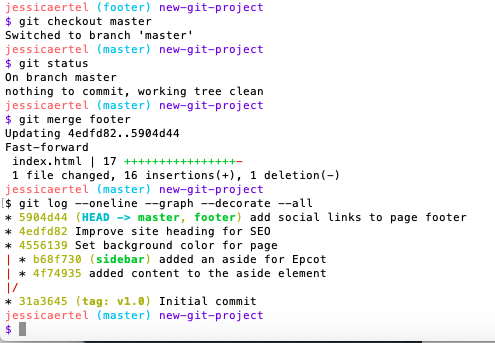 jessicaertel (footer) new-git-project
$ git checkout master
Switched to branch 'master'
jessicaertel (master) new-git-project
$ git status
On branch master
nothing to commit, working tree clean
jessicaertel (master) new-git-project
$ git merge footer
Updating 4edfd82..5904d44
Fast-forward
 index.html | 17 ++++++++++++++++-
 1 file changed, 16 insertions(+), 1 deletion(-)
jessicaertel (master) new-git-project
[$ git log --oneline --graph --decorate --all
* 5904d44 (HEAD -> master, footer) add social links to page footer
* 4edfd82 Improve site heading for SEO
* 4556139 Set background color for page
| * b68f730 (sidebar) added an aside for Epcot
| * 4f74935 added content to the aside element
|/
* 31a3645 (tag: v1.0) Initial commit
jessicaertel (master) new-git-project
$